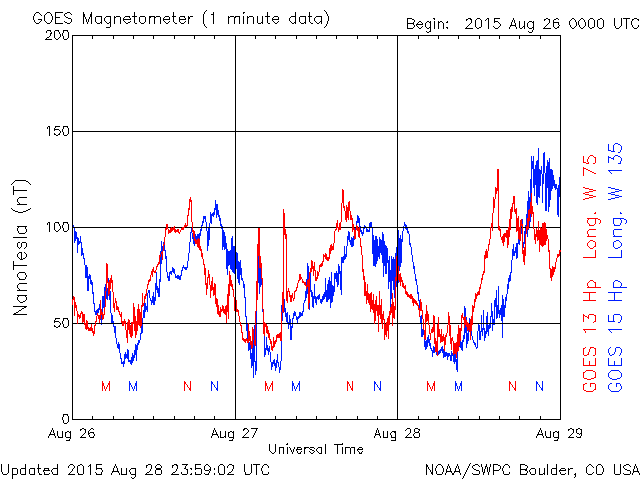 GOES Magnetometer (1 minute data)
Begin: 2015 Aug 26 0000 UTC
200
150
100
50
0
NanoTesla (nT)
M M N N M M N N M M N N
Aug 26 Aug 27 Aug 28 Aug 29
Universal Time
GOES 13 Hp Long. W 75
GOES 15 Hp Long. W 135
Updated 2015 Aug 28 23:59:02 UTC
NOAA/SWPC Boulder, CO USA